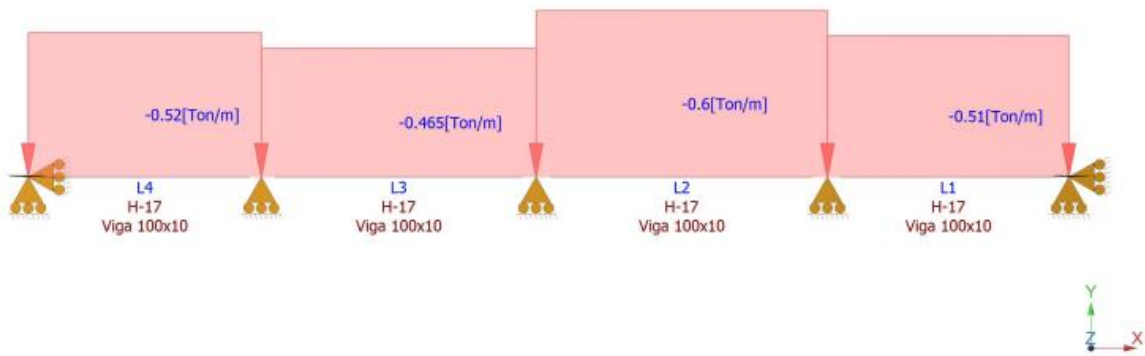 -0.52[Ton/m]
-0.465[Ton/m]
-0.6[Ton/m]
-0.51[Ton/m]
L4
H-17
Viga 100x10
L3
H-17
Viga 100x10
L2
H-17
Viga 100x10
L1
H-17
Viga 100x10
Y
Z
X